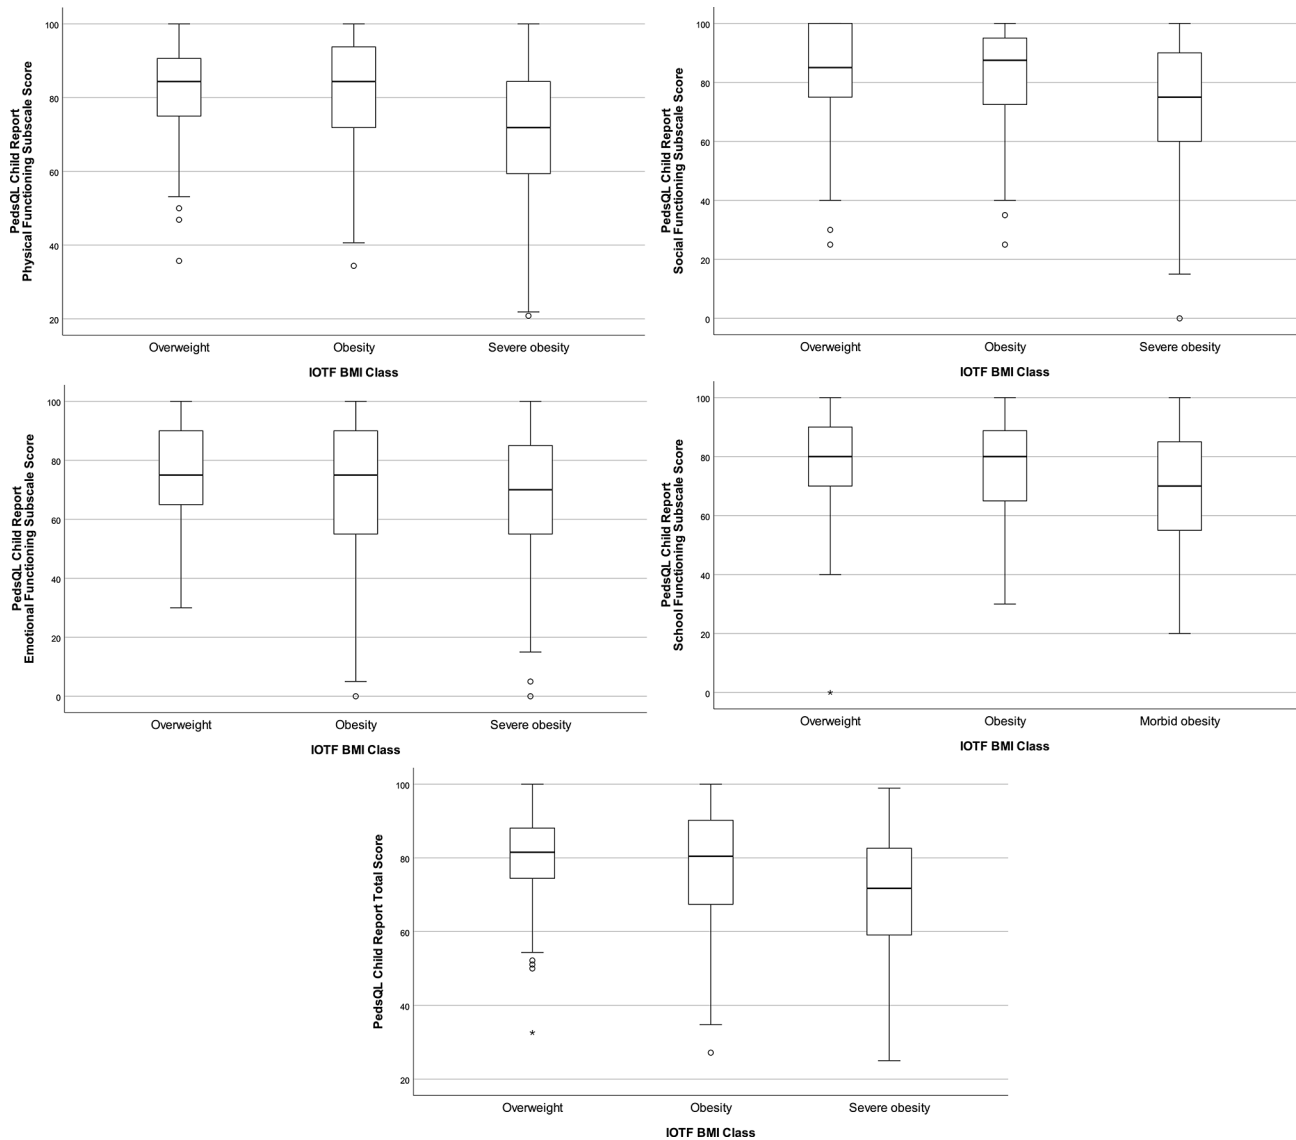 PedsQL Child Report
Physical Functioning Subscale Score
100
80
60
40
20
Overweight
Obesity
Severe obesity
IOTF BMI Class
PedsQL Child Report
Social Functioning Subscale Score
100
80
60
40
20
0
Overweight
Obesity
Severe obesity
IOTF BMI Class
PedsQL Child Report
Emotional Functioning Subscale Score
100
80
60
40
20
0
Overweight
Obesity
Severe obesity
IOTF BMI Class
PedsQL Child Report
School Functioning Subscale Score
100
80
60
40
20
0
Overweight
Obesity
Morbid obesity
IOTF BMI Class
PedsQL Child Report Total Score
100
80
60
40
20
Overweight
Obesity
Severe obesity
IOTF BMI Class